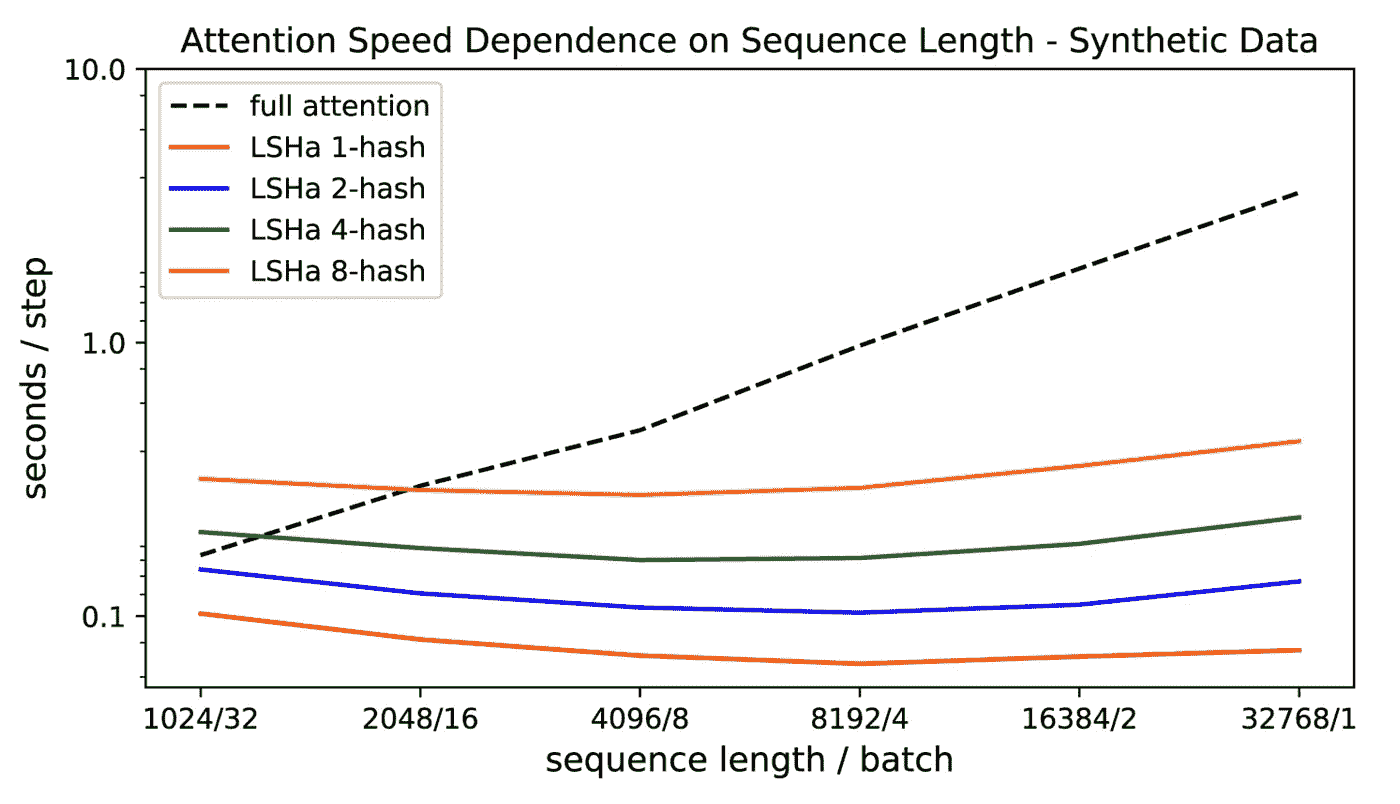 Attention Speed Dependence on Sequence Length - Synthetic Data
10.0
1.0
0.1
seconds / step
full attention
LSHa 1-hash
LSHa 2-hash
LSHa 4-hash
LSHa 8-hash
1024/32 2048/16 4096/8 8192/4 16384/2 32768/1
sequence length / batch